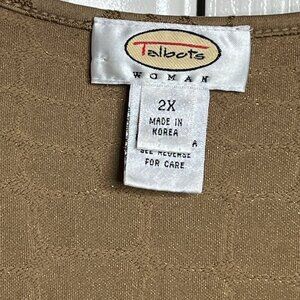 Talbots
WOMAN
2X
MADE IN
KOREA
A
SEE REVERSE
FOR CARE